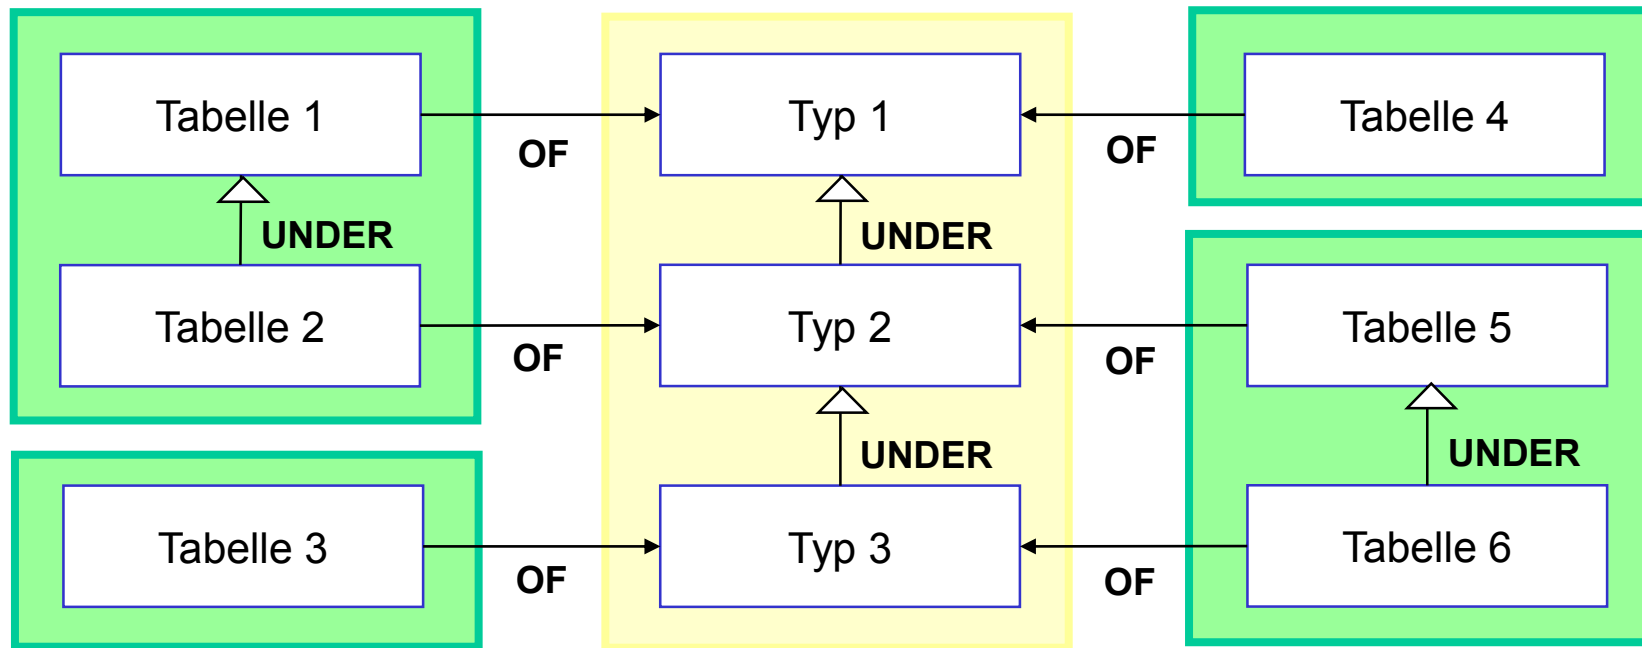 Tabelle 1
OF
Typ 1
OF
Tabelle 4
UNDER
UNDER
Tabelle 2
OF
Typ 2
OF
Tabelle 5
UNDER
UNDER
Tabelle 3
OF
Typ 3
OF
Tabelle 6